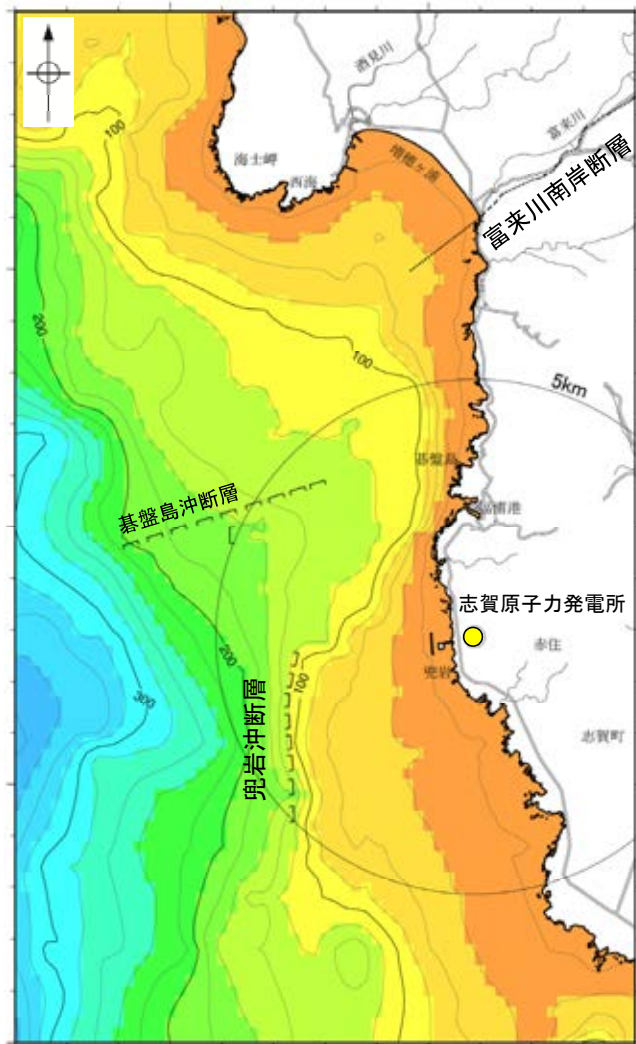 酒見川
100
富来川
海士岬
西海
増穂ヶ浦
富来川南岸断層
200
100
5km
碁盤島
碁盤島沖断層
福浦港
志賀原子力発電所
赤住
200
100
兜岩
300
兜岩沖断層
志賀町